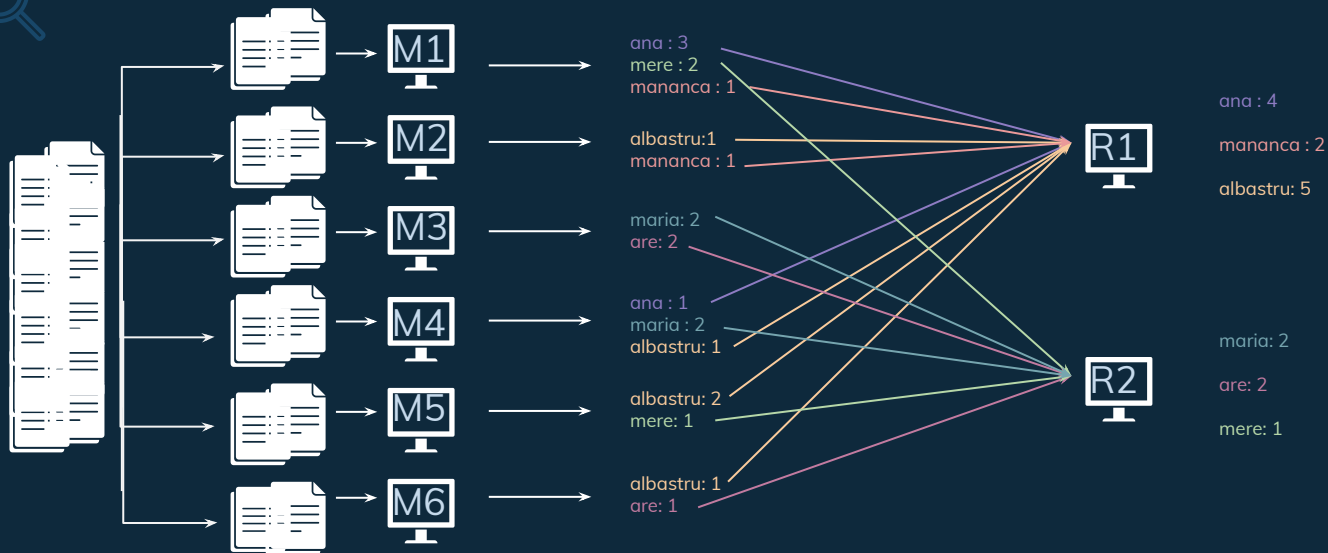 M1
ana : 3
mere : 2
mananca : 1
M2
albastru:1
mananca : 1
M3
maria: 2
are: 2
M4
ana : 1
maria : 2
albastru: 1
M5
albastru: 2
mere: 1
M6
albastru: 1
are: 1
R1
ana : 4
mananca : 2
albastru: 5
R2
maria: 2
are: 2
mere: 1